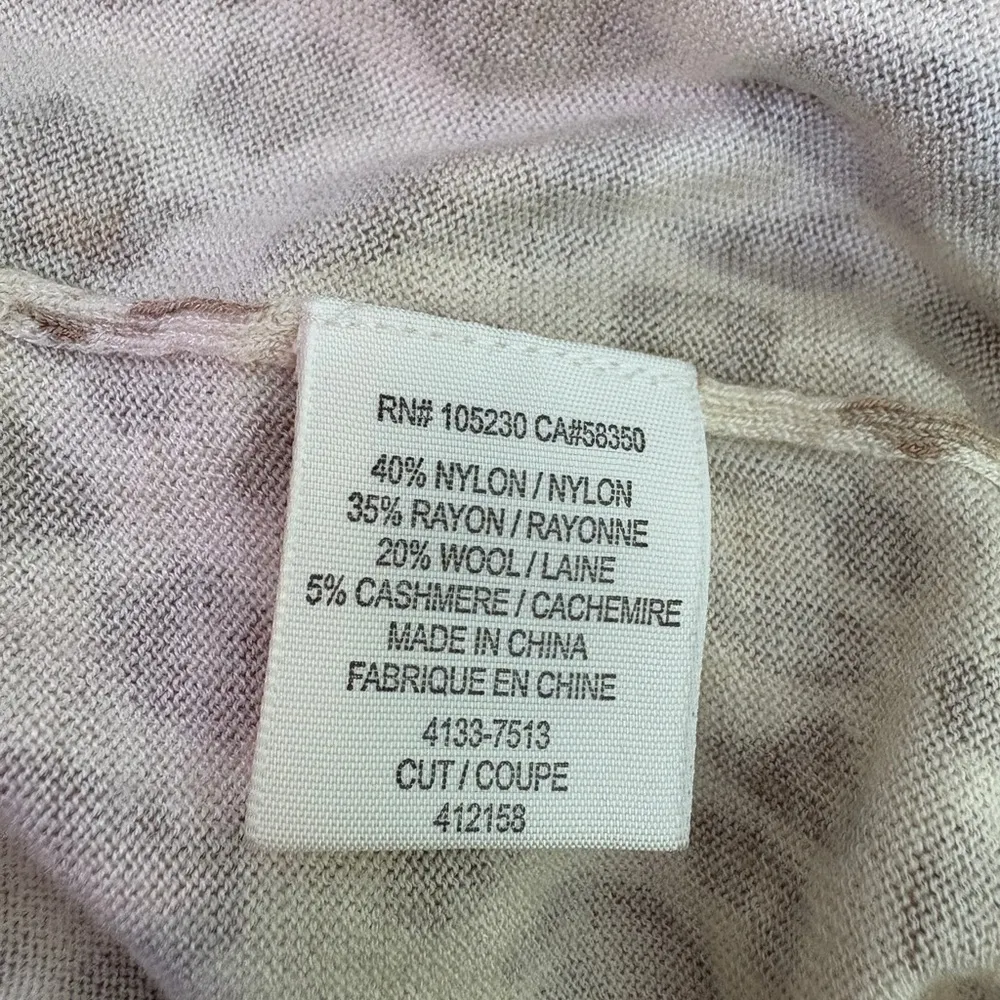 RN# 105230 CA#58350
40% NYLON / NYLON
35% RAYON / RAYONNE
20% WOOL / LAINE
5% CASHMERE / CACHEMIRE
MADE IN CHINA
FABRIQUE EN CHINE
4133-7513
CUT / COUPE
412158